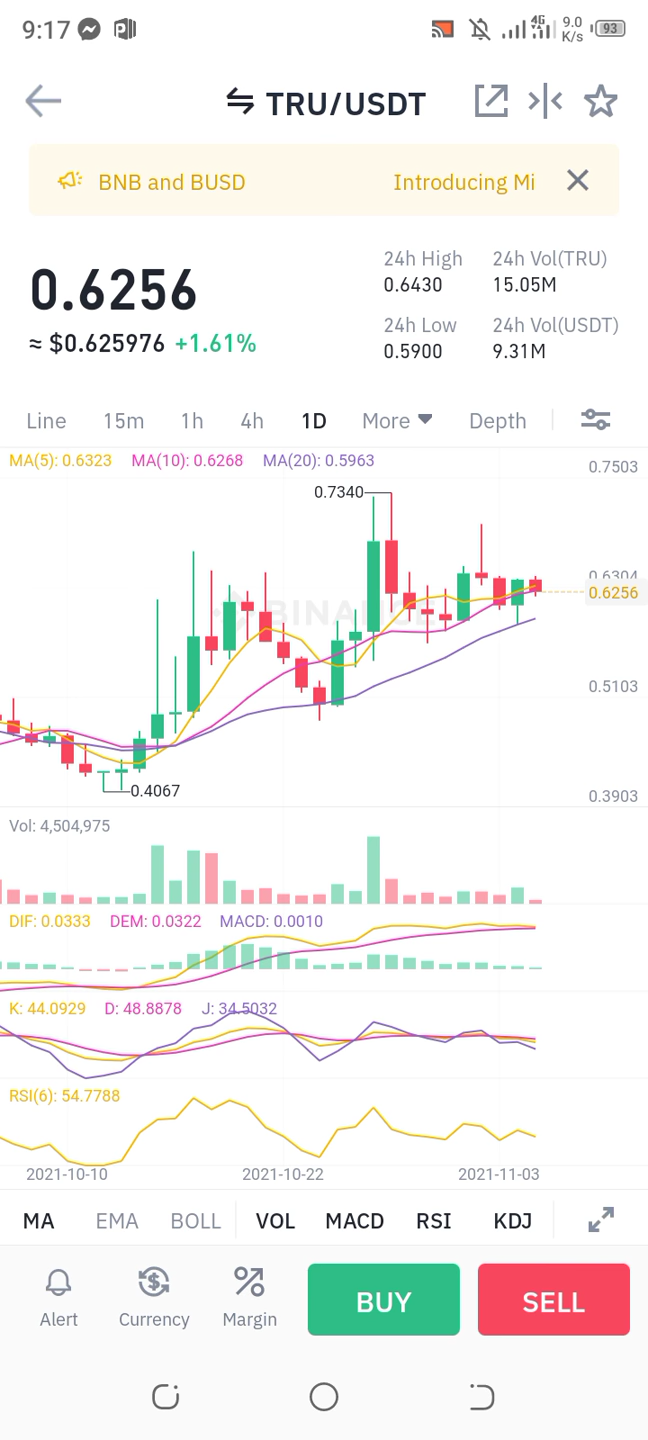 9:17
4G
9.0
K/s
93
TRU/USDT
BNB and BUSD Introducing Mi
0.6256
≈ $0.625976 +1.61%
24h High 24h Vol(TRU)
0.6430 15.05M
24h Low 24h Vol(USDT)
0.5900 9.31M
Line 15m 1h 4h 1D More Depth
MA(5): 0.6323 MA(10): 0.6268 MA(20): 0.5963
0.7503
0.7340
0.6304
0.6256
BINANCE
0.5103
0.4067
0.3903
Vol: 4,504,975
DIF: 0.0333 DEM: 0.0322 MACD: 0.0010
K: 44.0929 D: 48.8878 J: 34.5032
RSI(6): 54.7788
2021-10-10 2021-10-22 2021-11-03
MA EMA BOLL VOL MACD RSI KDJ
Alert Currency Margin BUY SELL